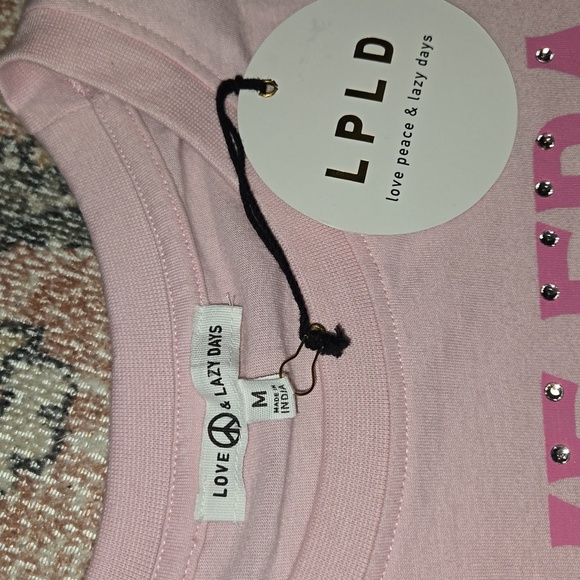 LPLD
love peace & lazy days
LOVE & LAZY DAYS
M
MADE IN
INDIA